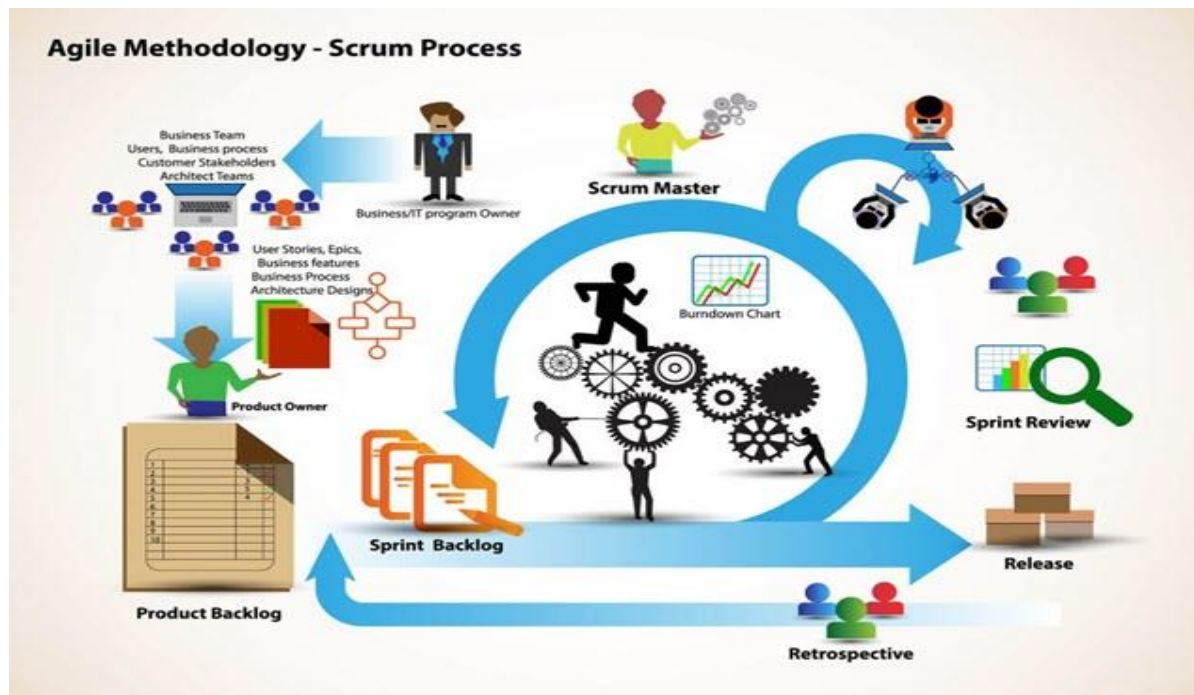 Agile Methodology - Scrum Process
Business Team
Users, Business process
Customer Stakeholders
Architect Teams
Business/IT program Owner
Scrum Master
User Stories, Epics,
Business features
Business Process
Architecture Designs
Burndown Chart
Product Owner
Sprint Review
Sprint Backlog
Release
Product Backlog
Retrospective